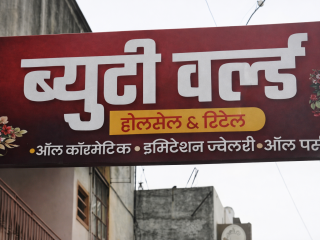 ब्युटी वर्ल्ड
होलसेल & रिटेल
•ऑल कॉस्मेटिक • इमिटेशन ज्वेलरी •ऑल पर्स